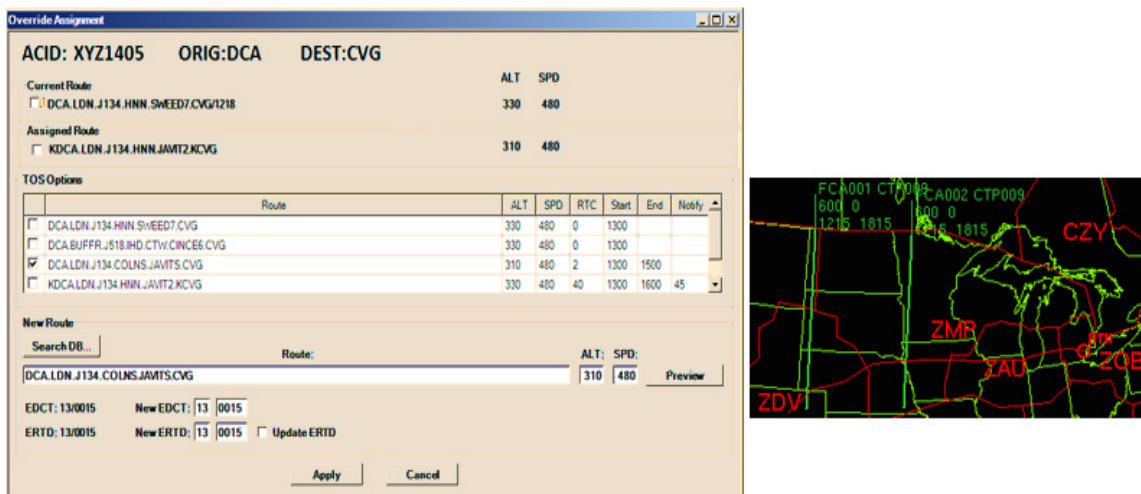 Override Assignment
ACID: XYZ1405 ORIG:DCA DEST:CVG
ALT SPD
Current Route
DCA.LDN.J134.HNN.SWEED7.CVG/1218 330 480
Assigned Route
KDCA.LDN.J134.HNN.JAVIT2.KCVG 310 480
TOS Options
Route ALT SPD RTC Start End Notify
DCA.LDN.J134.HNN.SWEED7.CVG 330 480 0 1300
DCA.BUFFR.J518.IHD.CTW.CINCE6.CVG 330 480 0 1300
DCA.LDN.J134.COLNS.JAVITS.CVG 310 480 2 1300 1500
KDCA.LDN.J134.HNN.JAVIT2.KCVG 330 480 40 1300 1600 45
New Route
Search DB...
Route: ALT: SPD:
DCA.LDN.J134.COLNS.JAVITS.CVG 310 480 Preview
EDCT: 13/0015 New EDCT: 13 0015
ERTD: 13/0015 New ERTD: 13 0015 Update ERTD
Apply Cancel
FCA001 CTP009
600 0
1215 1815
FCA002 CTP009
600 0
1815
CZY
ZMP
ZAU
ZOB
ZDV